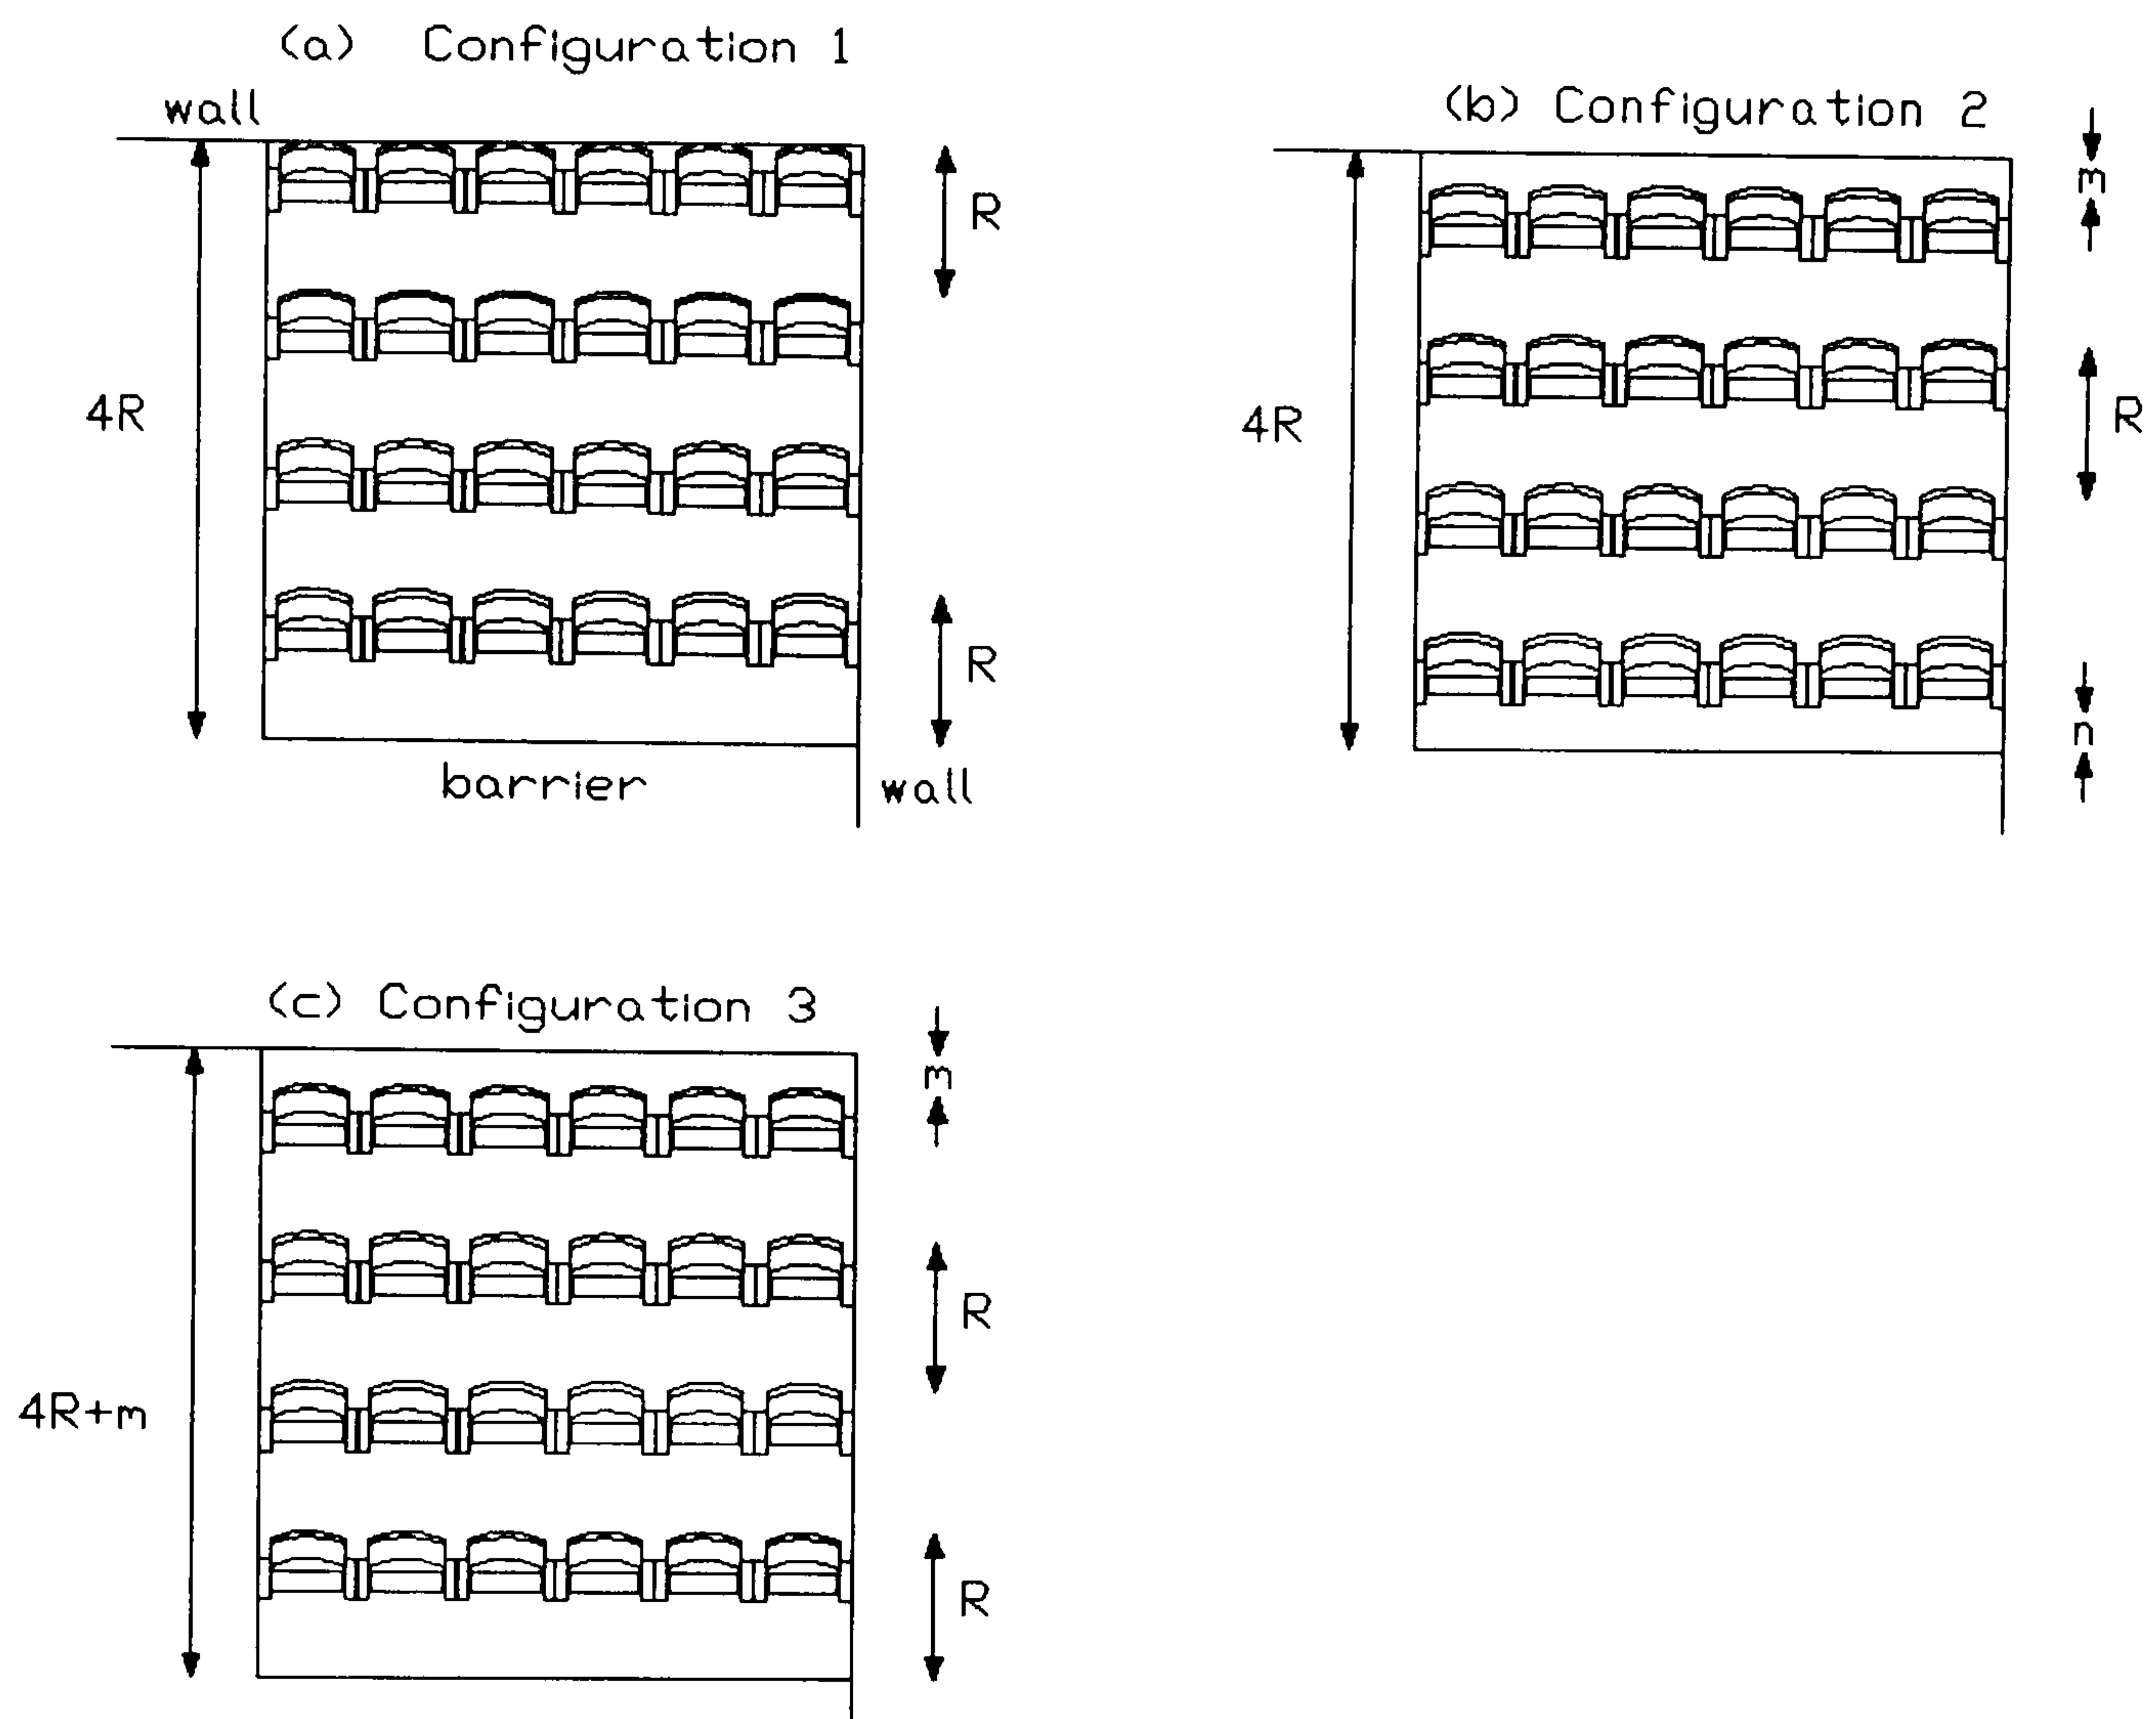 (a) Configuration 1
wall
R
4R
R
barrier
wall
(b) Configuration 2
m
4R
R
n
(c) Configuration 3
m
R
4R+m
R